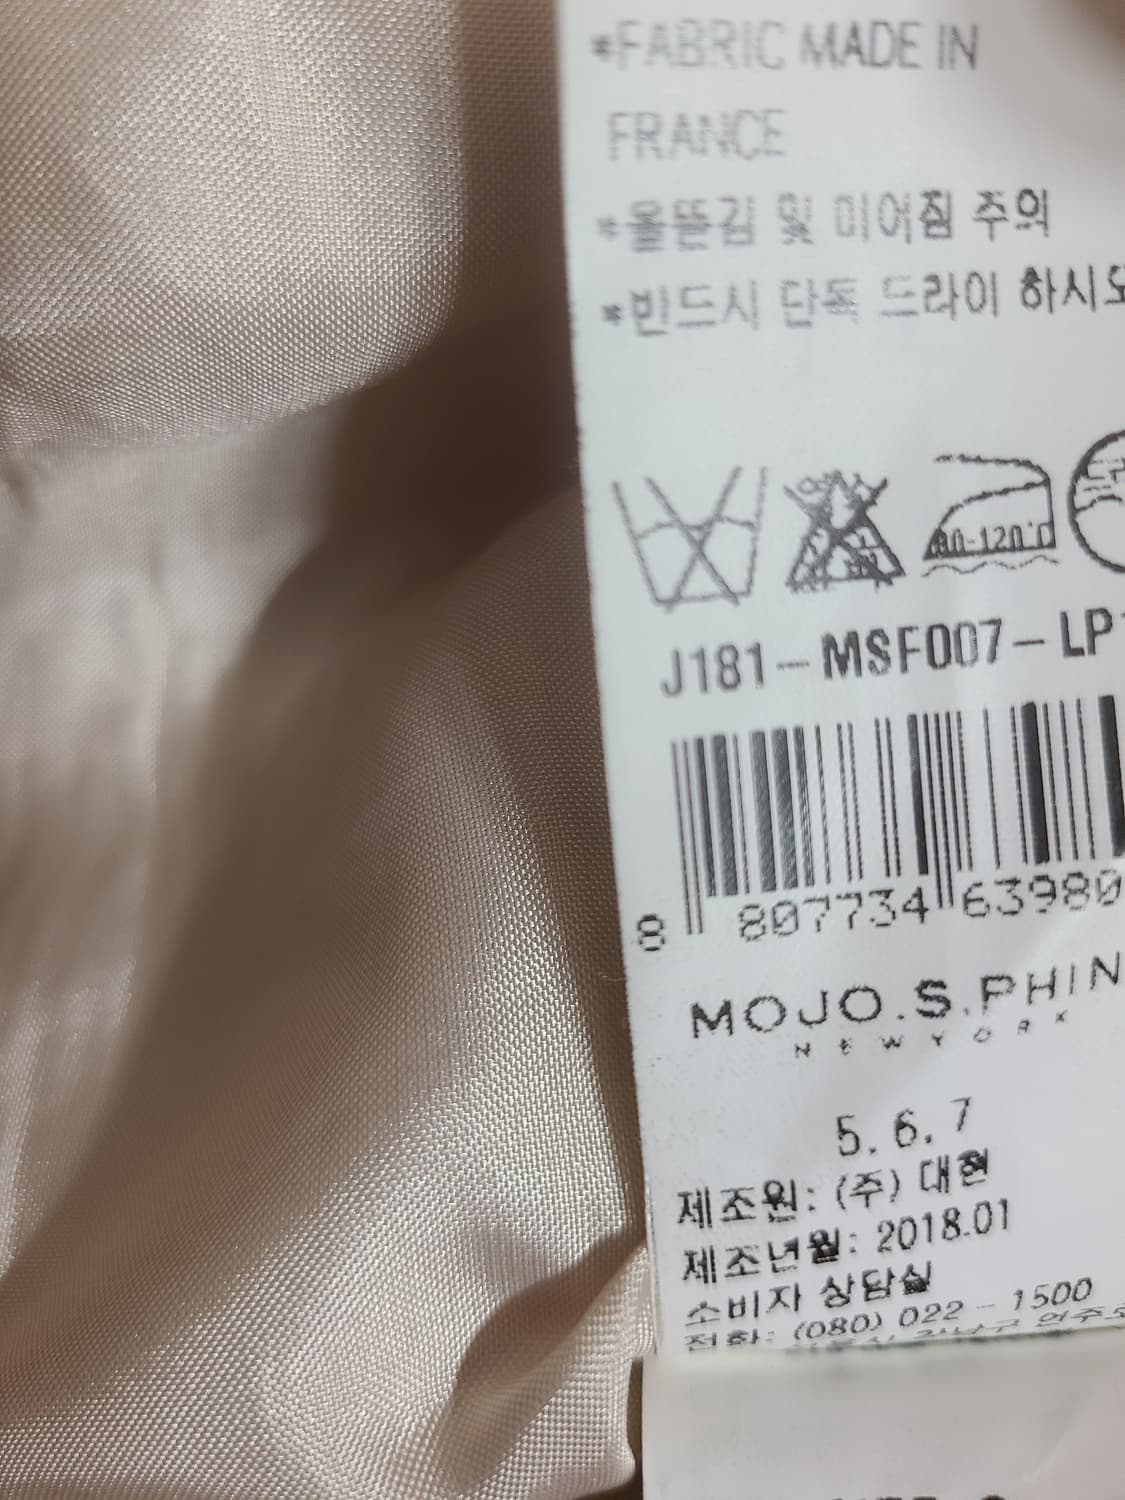 *FABRIC MADE IN
FRANCE
*올뜯김 및 미어짐 주의
*반드시 단독 드라이 하시오
80-120℃
J181-MSF007-LP
8 807734 63980
MOJO.S.PHIN
NEWYORK
5.6.7
제조원: (주) 대현
제조년월: 2018.01
소비자 상담실
전화: (080) 022-1500